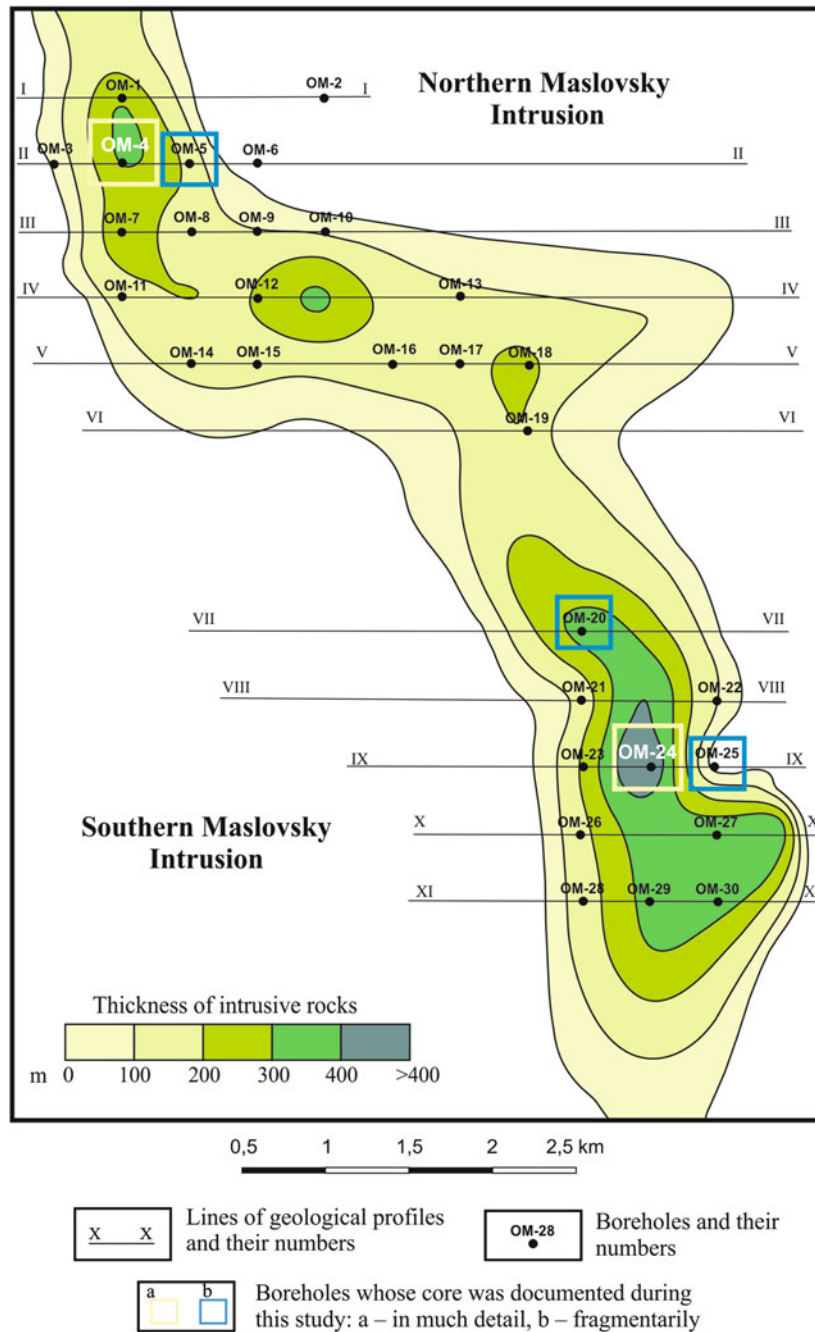 Northern Maslovsky
Intrusion
I OM-1 OM-2 I
II OM-3 OM-4 OM-5 OM-6 II
III OM-7 OM-8 OM-9 OM-10 III
IV OM-11 OM-12 OM-13 IV
V OM-14 OM-15 OM-16 OM-17 OM-18 V
VI OM-19 VI
VII OM-20 VII
VIII OM-21 OM-22 VIII
IX OM-23 OM-24 OM-25 IX
Southern Maslovsky
Intrusion
X OM-26 OM-27 X
XI OM-28 OM-29 OM-30 X
Thickness of intrusive rocks
m 0 100 200 300 400 >400
0,5 1 1,5 2 2,5 km
X X
Lines of geological profiles
and their numbers
OM-28
Boreholes and their
numbers
a b
Boreholes whose core was documented during
this study: a – in much detail, b – fragmentarily